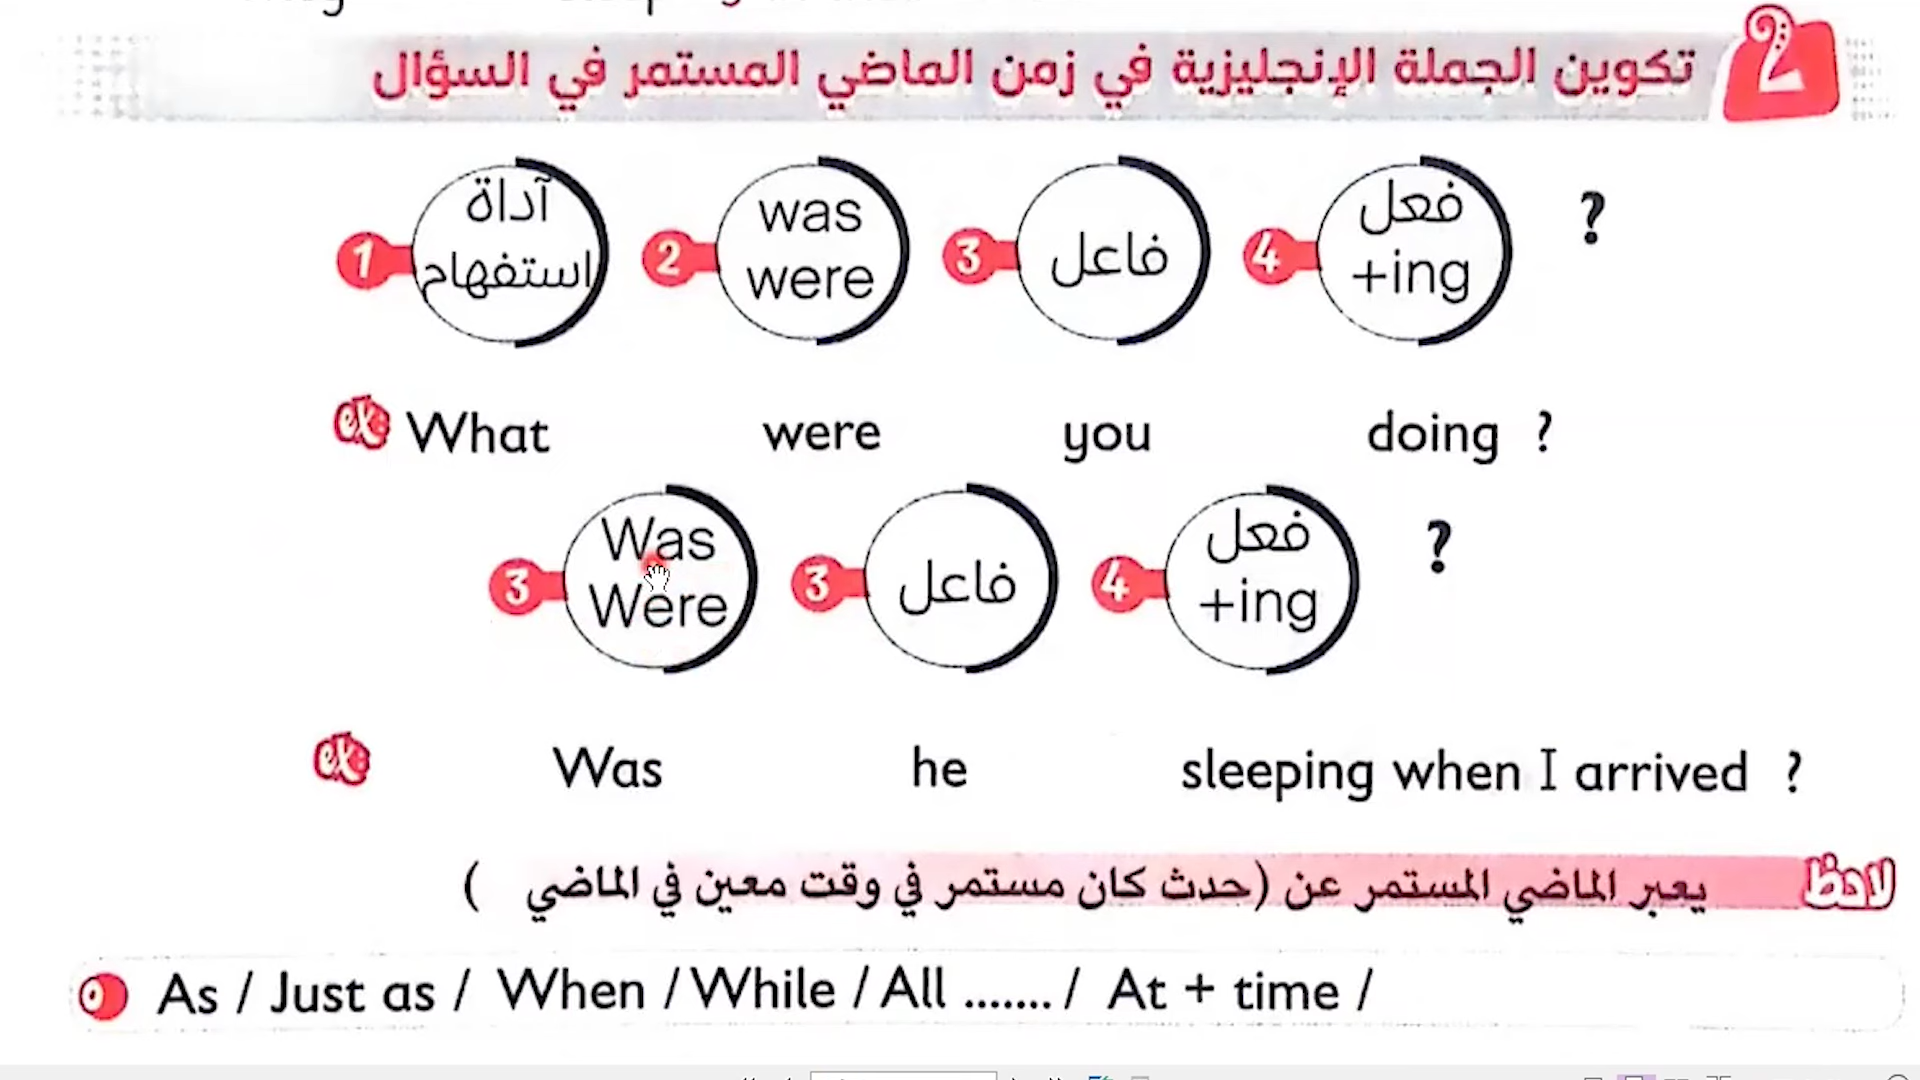 2 تكوين الجملة الإنجليزية في زمن الماضي المستمر في السؤال
1 آداة استفهام 2 was were 3 فاعل 4 فعل +ing ?
ex: What were you doing ?
3 Was Were 3 فاعل 4 فعل +ing ?
ex: Was he sleeping when I arrived ?
لاحظ يعبر الماضي المستمر عن (حدث كان مستمر في وقت معين في الماضي )
As / Just as / When / While / All ....... / At + time /